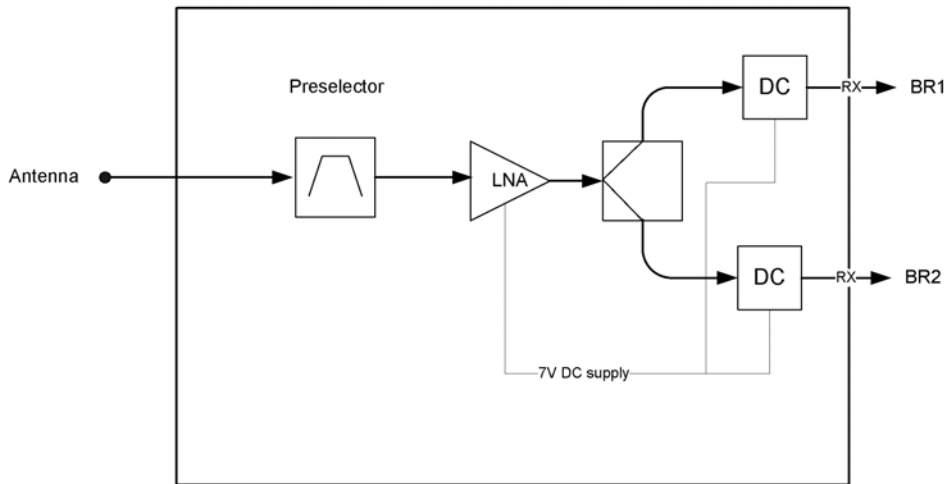 Preselector
DC
RX
BR1
Antenna
LNA
DC
RX
BR2
7V DC supply